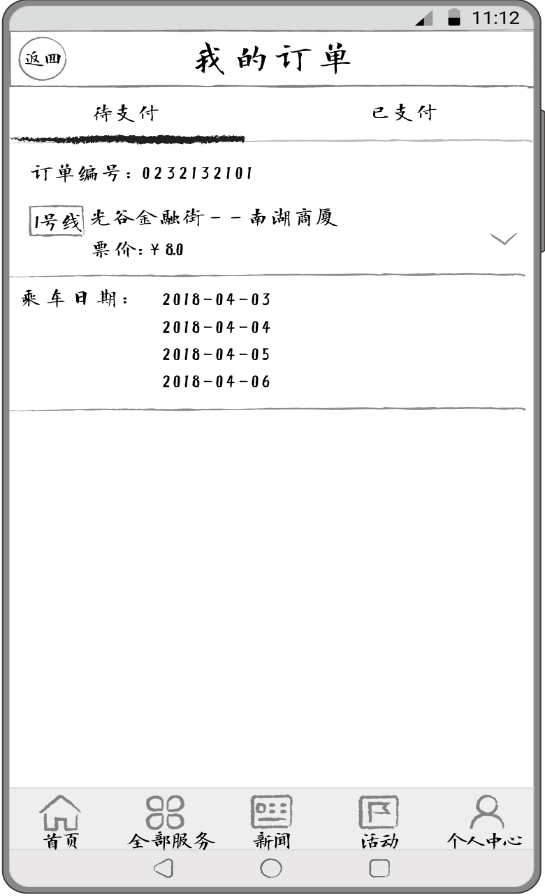 11:12
返回 我的订单
待支付 已支付
订单编号：0232132101
1号线 光谷金融街--南湖商厦
票价：￥8.0
乘车日期： 2018-04-03
2018-04-04
2018-04-05
2018-04-06
首页 全部服务 新闻 活动 个人中心